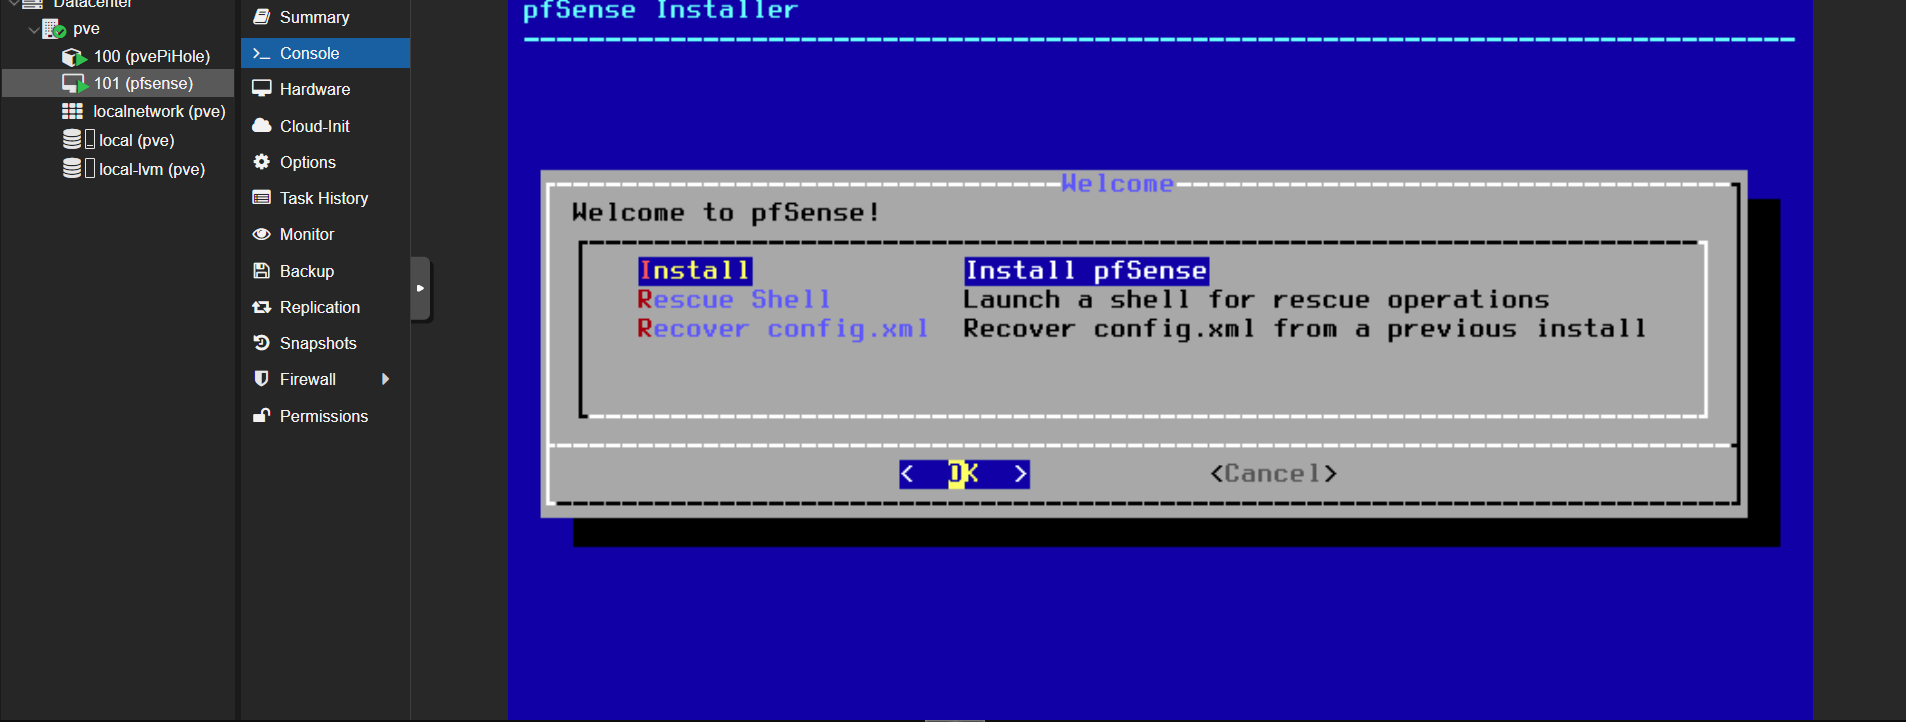 Datacenter
pve
100 (pvePiHole)
101 (pfsense)
localnetwork (pve)
local (pve)
local-lvm (pve)
Summary
Console
Hardware
Cloud-Init
Options
Task History
Monitor
Backup
Replication
Snapshots
Firewall
Permissions
pfSense Installer
Welcome
Welcome to pfSense!
Install Install pfSense
Rescue Shell Launch a shell for rescue operations
Recover config.xml Recover config.xml from a previous install
< OK > <Cancel>